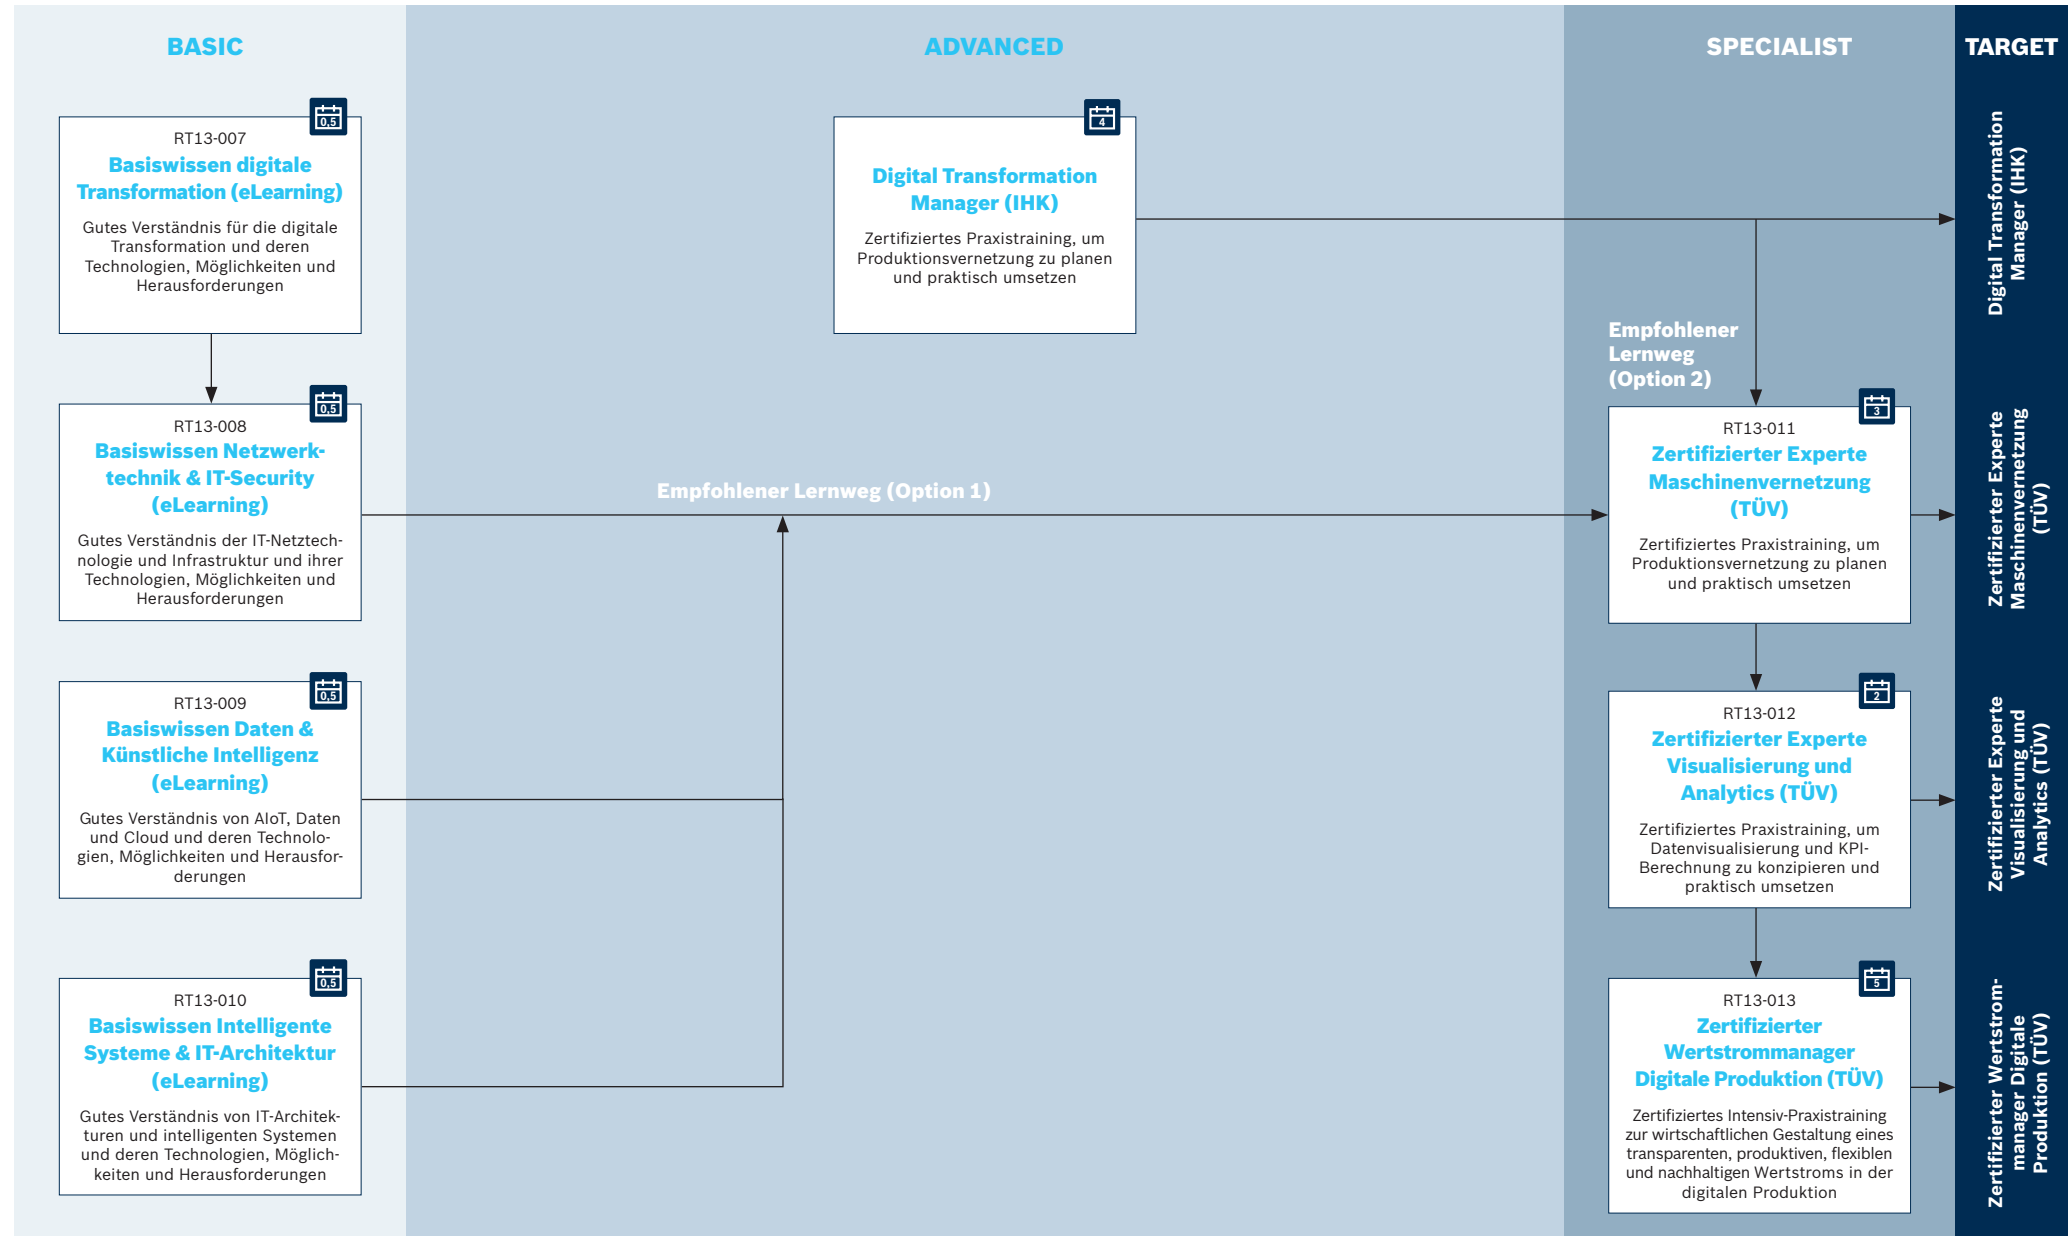 BASIC
ADVANCED
SPECIALIST
TARGET
0,5
RT13-007
Basiswissen digitale
Transformation (eLearning)
Gutes Verständnis für die digitale
Transformation und deren
Technologien, Möglichkeiten und
Herausforderungen
4
Digital Transformation
Manager (IHK)
Zertifiziertes Praxistraining, um
Produktionsvernetzung zu planen
und praktisch umsetzen
Digital Transformation
Manager (IHK)
Empfohlener
Lernweg
(Option 2)
0,5
RT13-008
Basiswissen Netzwerk-
technik & IT-Security
(eLearning)
Gutes Verständnis der IT-Netztech-
nologie und Infrastruktur und ihrer
Technologien, Möglichkeiten und
Herausforderungen
Empfohlener Lernweg (Option 1)
3
RT13-011
Zertifizierter Experte
Maschinenvernetzung
(TÜV)
Zertifiziertes Praxistraining, um
Produktionsvernetzung zu planen
und praktisch umsetzen
Zertifizierter Experte
Maschinenvernetzung
(TÜV)
0,5
RT13-009
Basiswissen Daten &
Künstliche Intelligenz
(eLearning)
Gutes Verständnis von AIoT, Daten
und Cloud und deren Technolo-
gien, Möglichkeiten und Herausfor-
derungen
2
RT13-012
Zertifizierter Experte
Visualisierung und
Analytics (TÜV)
Zertifiziertes Praxistraining, um
Datenvisualisierung und KPI-
Berechnung zu konzipieren und
praktisch umsetzen
Zertifizierter Experte
Visualisierung und
Analytics (TÜV)
0,5
RT13-010
Basiswissen Intelligente
Systeme & IT-Architektur
(eLearning)
Gutes Verständnis von IT-Architek-
turen und intelligenten Systemen
und deren Technologien, Möglich-
keiten und Herausforderungen
5
RT13-013
Zertifizierter
Wertstrommanager
Digitale Produktion (TÜV)
Zertifiziertes Intensiv-Praxistraining
zur wirtschaftlichen Gestaltung eines
transparenten, produktiven, flexiblen
und nachhaltigen Wertstroms in der
digitalen Produktion
Zertifizierter Wertstrom-
manager Digitale
Produktion (TÜV)